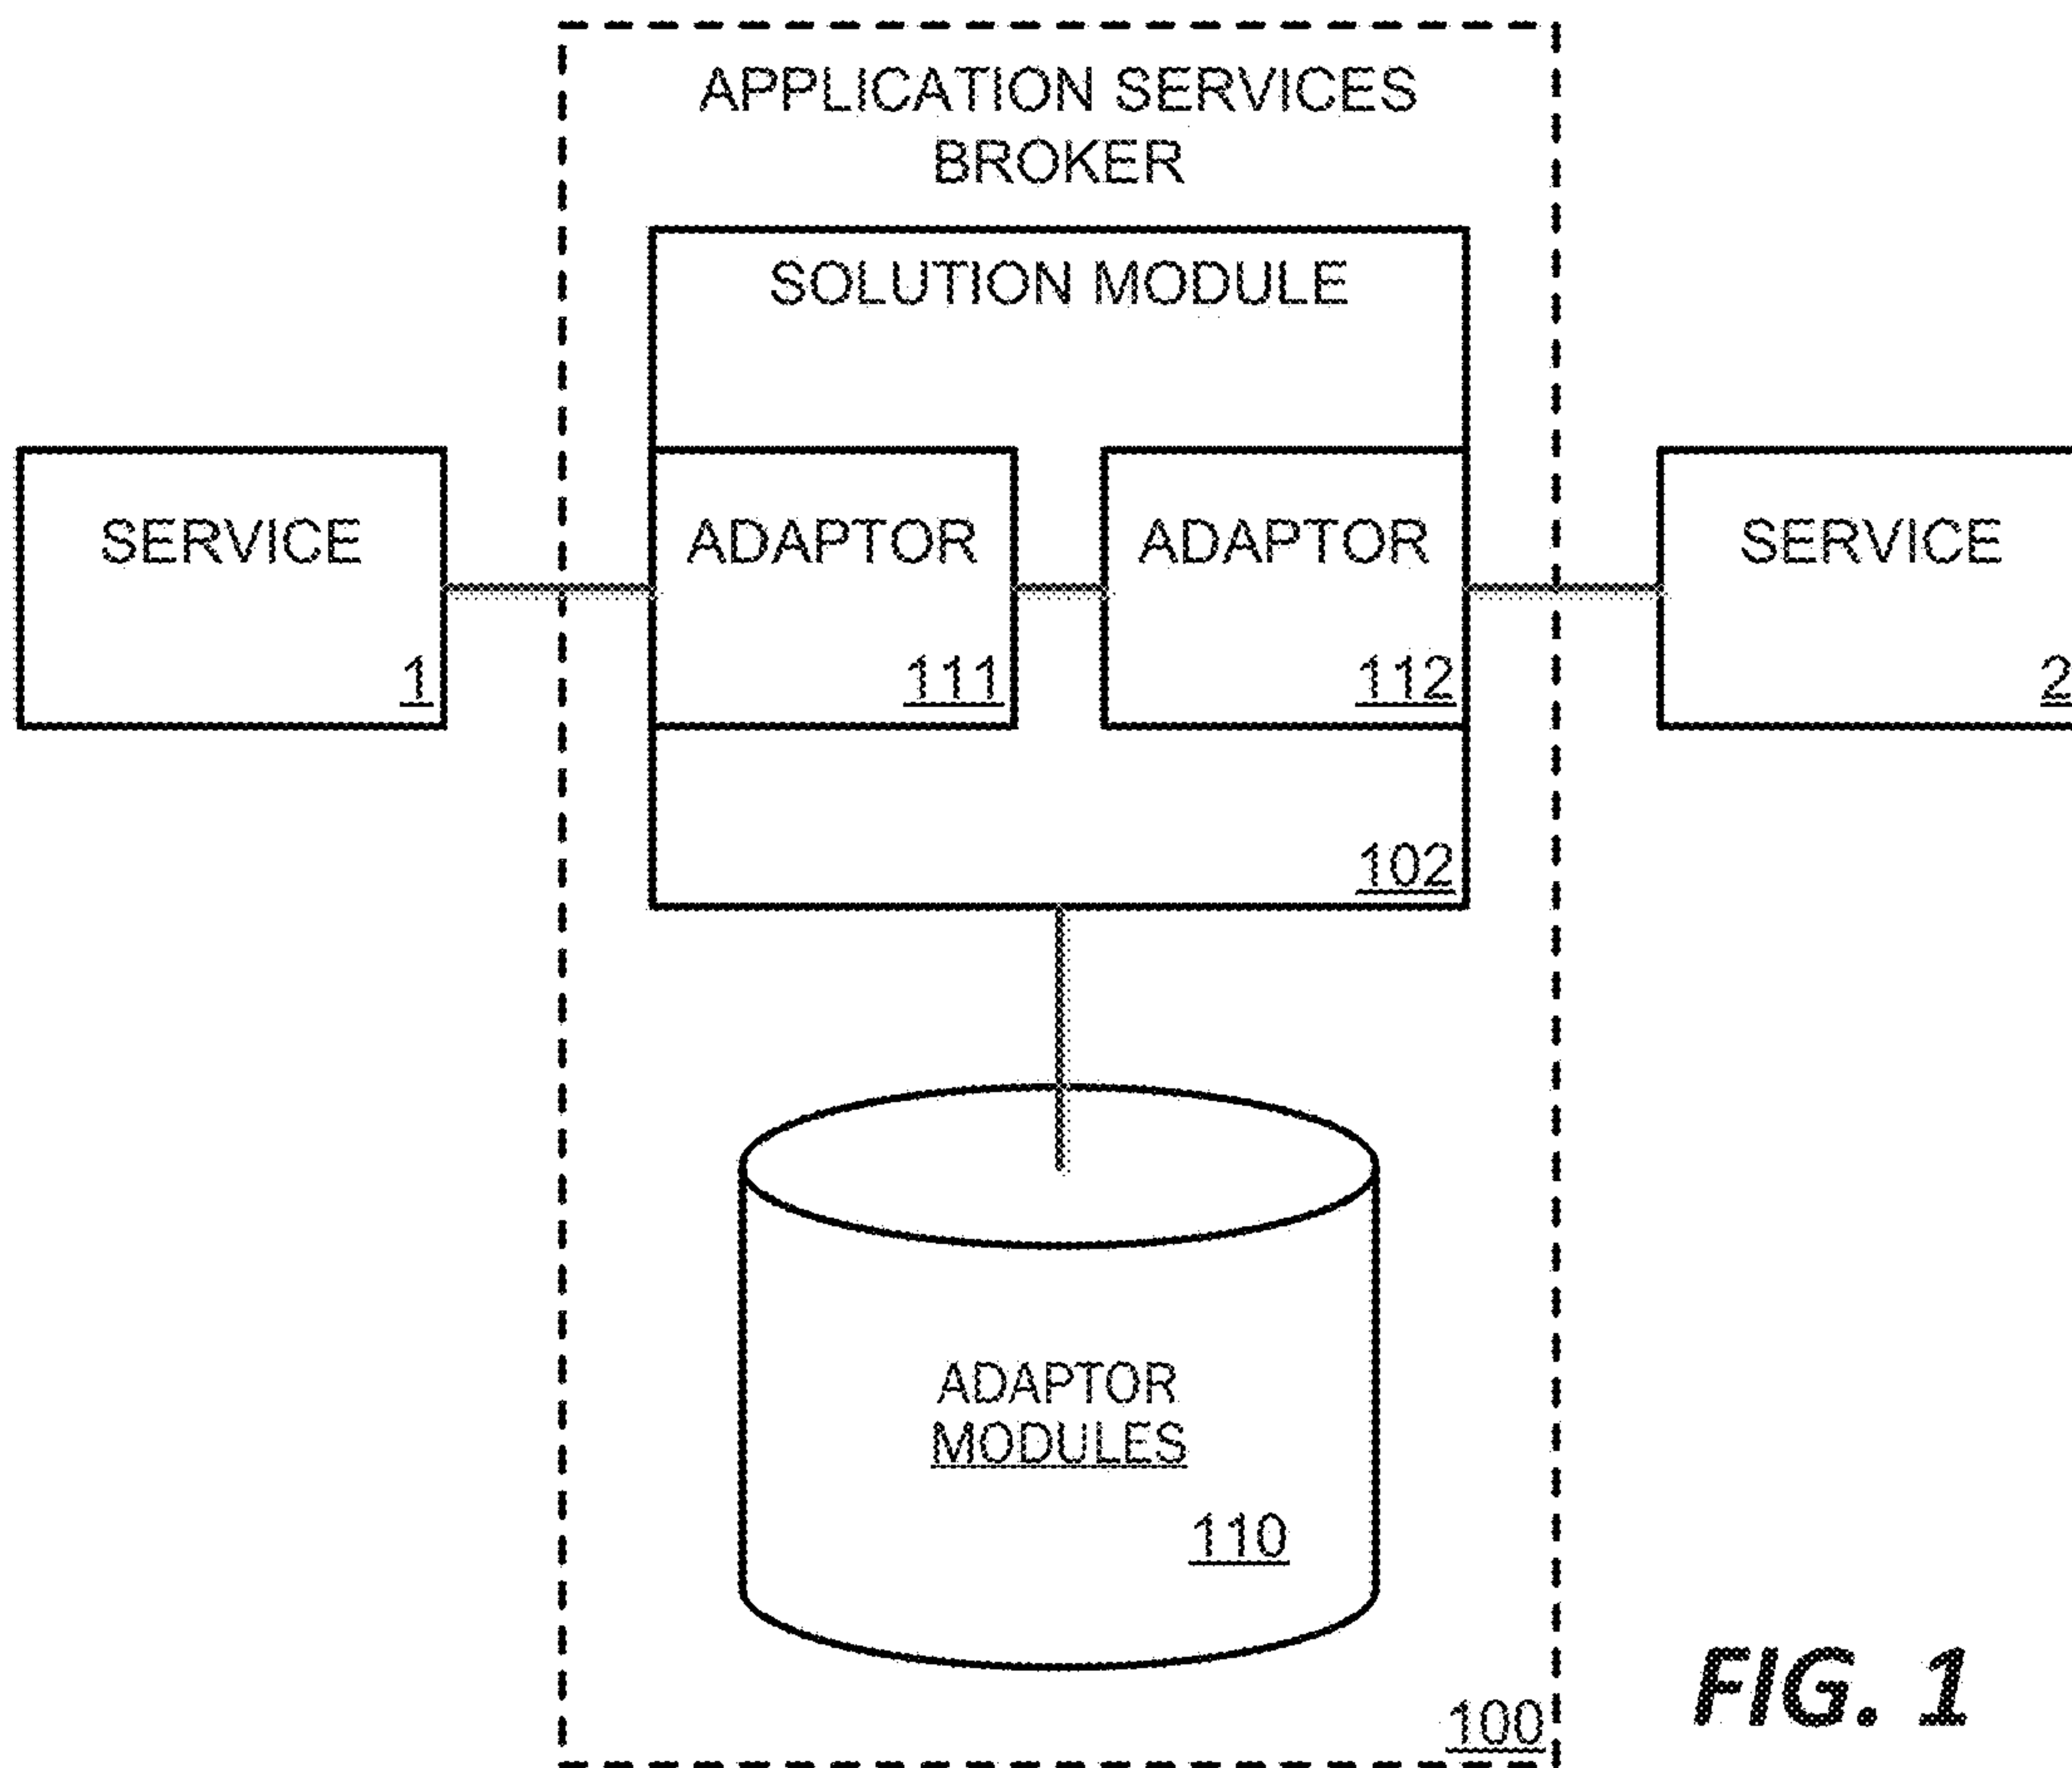 APPLICATION SERVICES
BROKER
SOLUTION MODULE
SERVICE
1
ADAPTOR
111
ADAPTOR
112
SERVICE
2
102
ADAPTOR
MODULES
110
100
FIG. 1